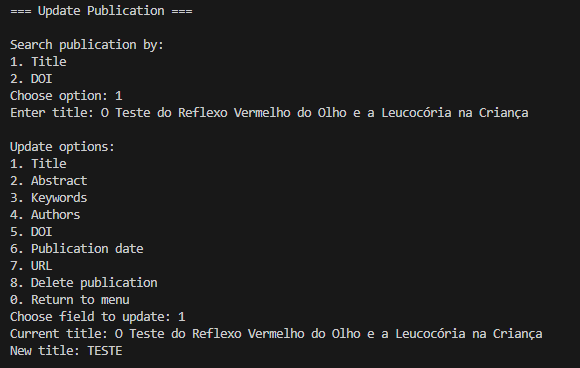 === Update Publication ===
Search publication by:
1. Title
2. DOI
Choose option: 1
Enter title: O Teste do Reflexo Vermelho do Olho e a Leucocória na Criança
Update options:
1. Title
2. Abstract
3. Keywords
4. Authors
5. DOI
6. Publication date
7. URL
8. Delete publication
0. Return to menu
Choose field to update: 1
Current title: O Teste do Reflexo Vermelho do Olho e a Leucocória na Criança
New title: TESTE